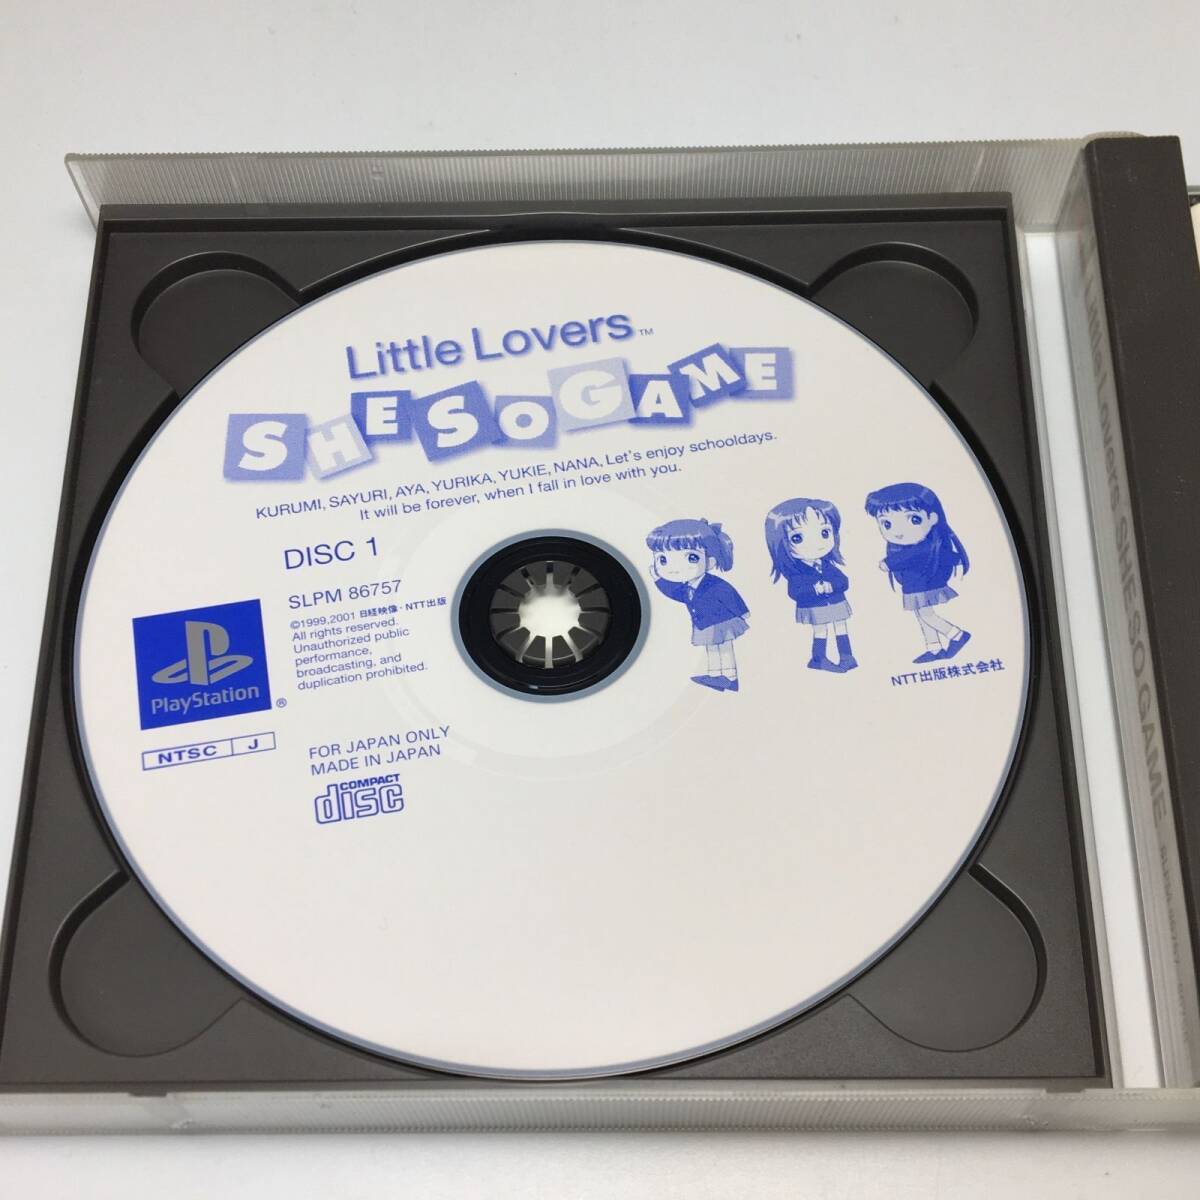 Little Lovers™
SHE SO GAME
KURUMI, SAYURI, AYA, YURIKA, YUKIE, NANA, Let's enjoy schooldays.
It will be forever, when I fall in love with you.
DISC 1
SLPM 86757
©1999,2001 日経映像・NTT出版
All rights reserved.
Unauthorized public
performance,
broadcasting, and
duplication prohibited.
PlayStation®
NTSC J
FOR JAPAN ONLY
MADE IN JAPAN
COMPACT
disc
NTT出版株式会社
Little Lovers SHE SO GAME